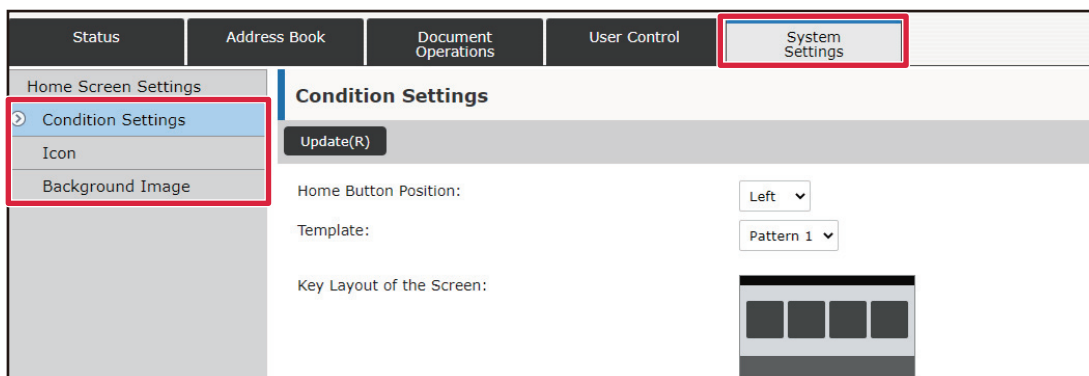 Status
Address Book
Document
Operations
User Control
System
Settings
Home Screen Settings
Condition Settings
Icon
Background Image
Condition Settings
Update(R)
Home Button Position:
Left
Template:
Pattern 1
Key Layout of the Screen: